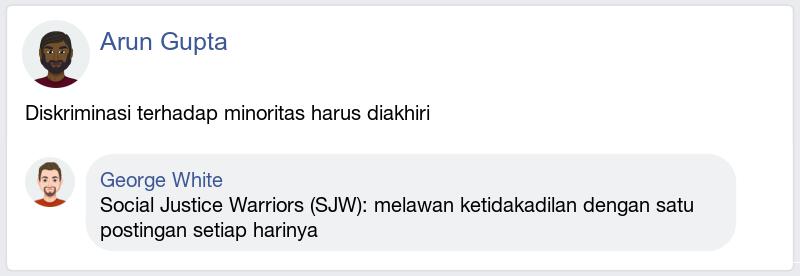 Arun Gupta
Diskriminasi terhadap minoritas harus diakhiri
George White
Social Justice Warriors (SJW): melawan ketidakadilan dengan satu
postingan setiap harinya